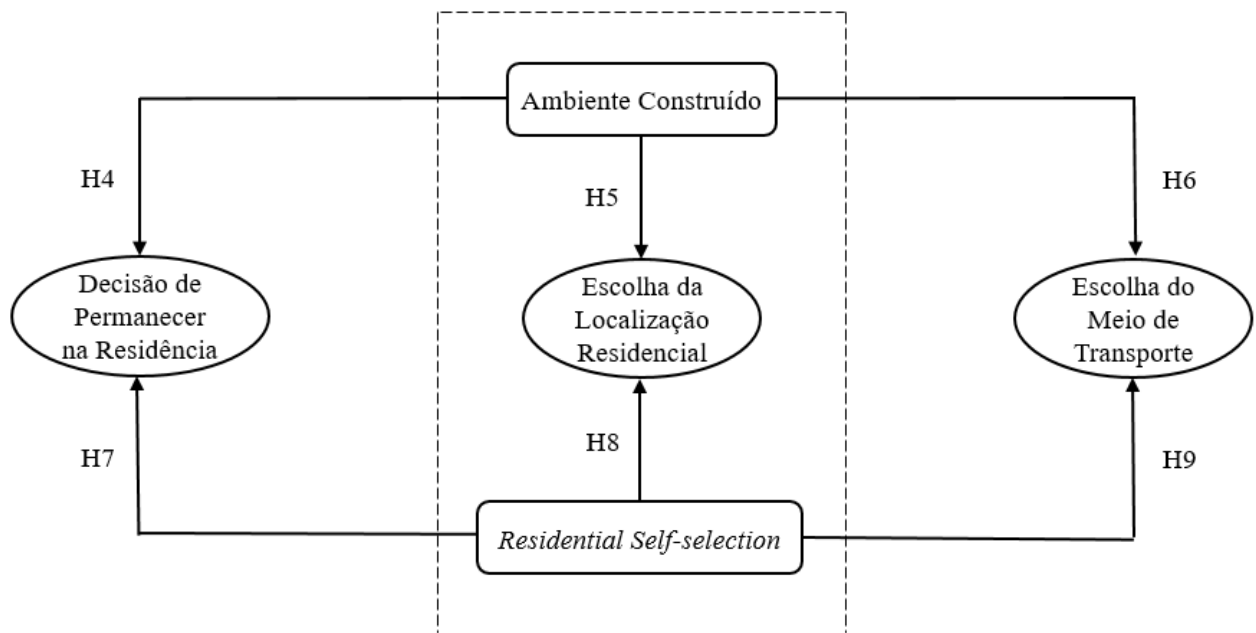 Ambiente Construído
H4
H5
H6
Decisão de
Permanecer
na Residência
Escolha da
Localização
Residencial
Escolha do
Meio de
Transporte
H7
H8
H9
Residential Self-selection